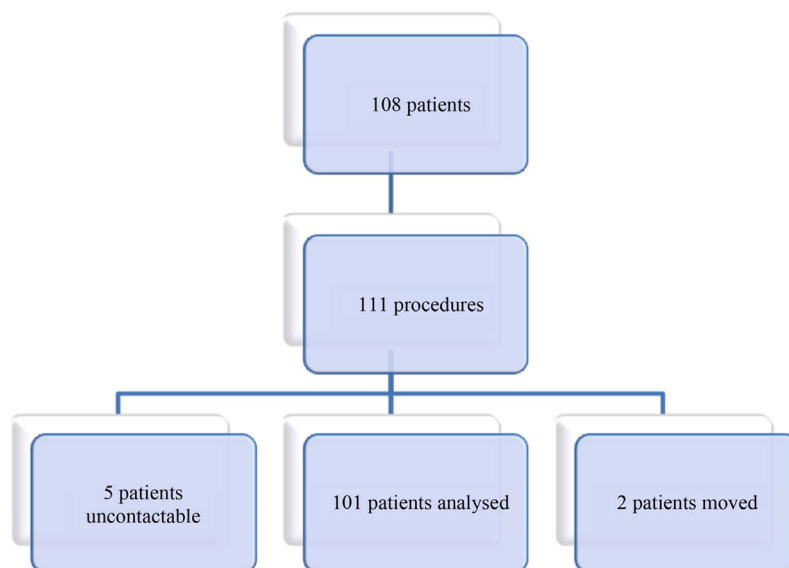 108 patients
111 procedures
5 patients
uncontactable
101 patients analysed
2 patients moved